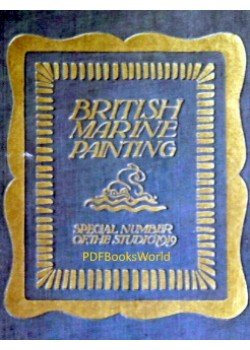 BRITISH
MARINE
PAINTING
SPECIAL NUMBER
OF THE STUDIO 1919
PDFBooksWorld